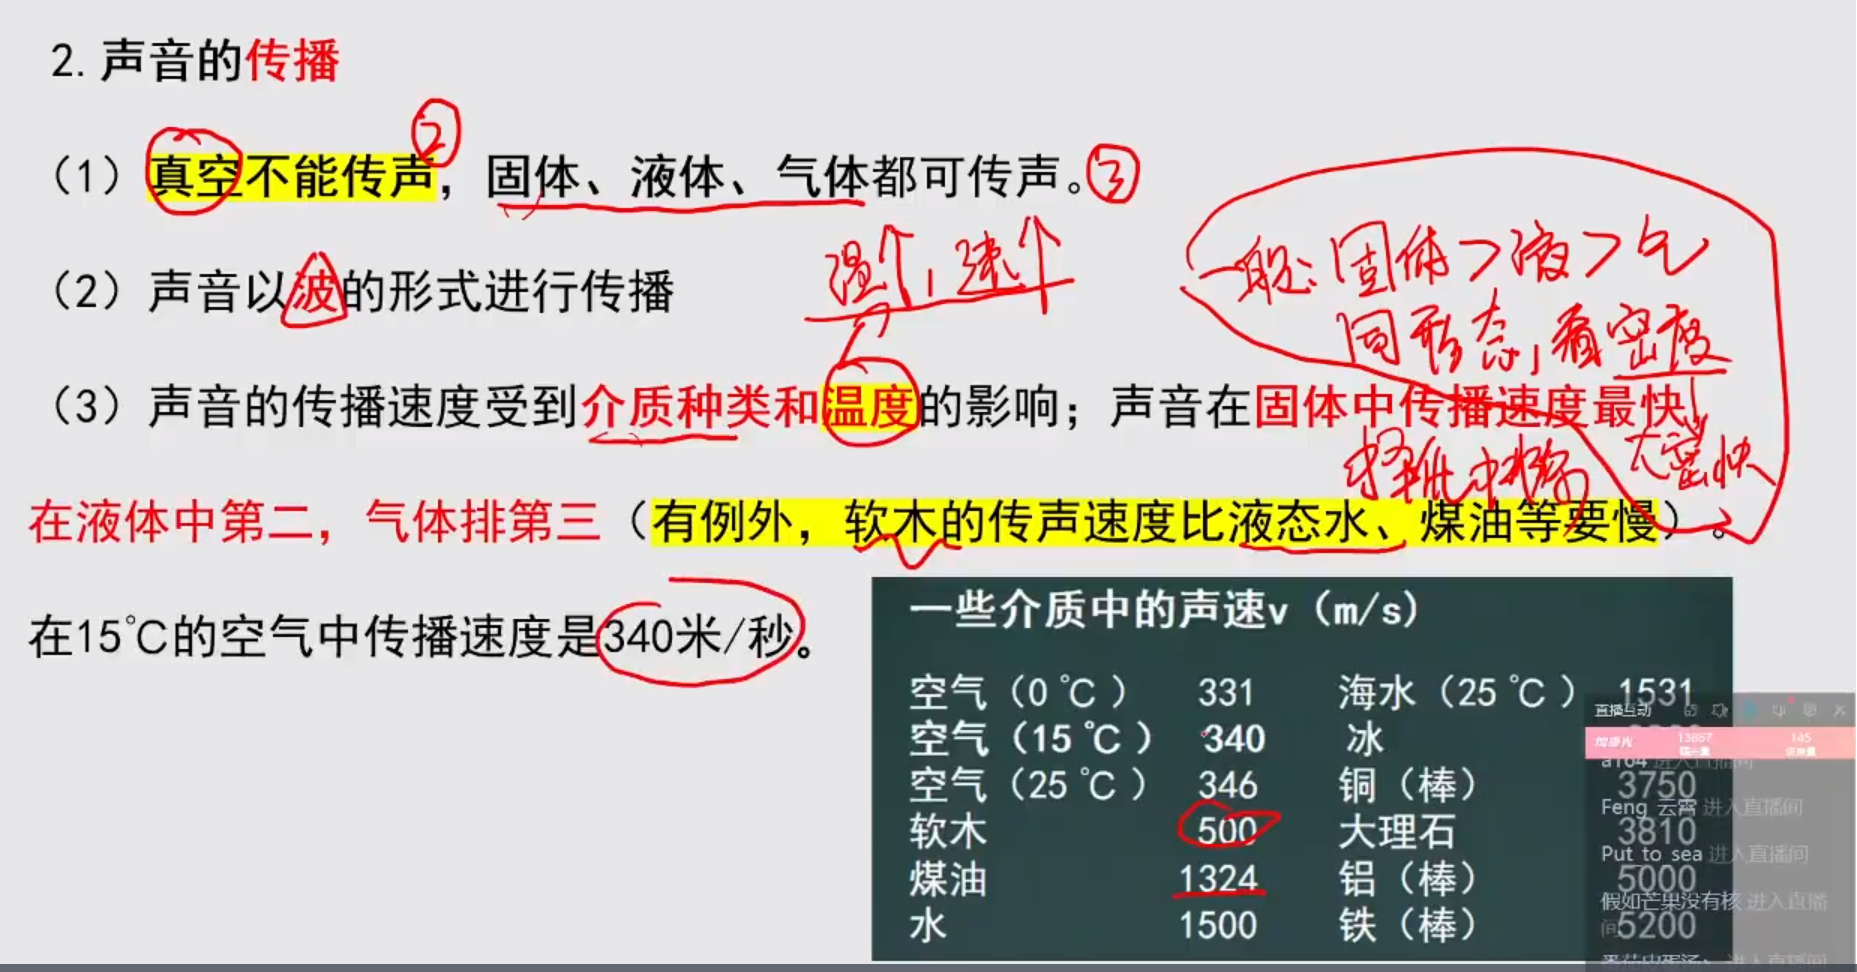 2.声音的传播
②
（1）真空不能传声，固体、液体、气体都可传声。③
温↑，速↑
一般：固体＞液＞气
（2）声音以波的形式进行传播
同形态，看密度
（3）声音的传播速度受到介质种类和温度的影响；声音在固体中传播速度最快，
在液体中第二，气体排第三（有例外，软木的传声速度比液态水、煤油等要慢）。
在15℃的空气中传播速度是340米/秒。
一些介质中的声速v（m/s）
空气（0℃） 331 海水（25℃） 1531
空气（15℃） 340 冰
空气（25℃） 346 铜（棒） 3750
软木 500 大理石 3810
煤油 1324 铝（棒） 5000
水 1500 铁（棒） 5200
直播互动
13867 145
a164 进入直播间
Feng 云霄 进入直播间
Put to sea 进入直播间
假如芒果没有核 进入直播
间